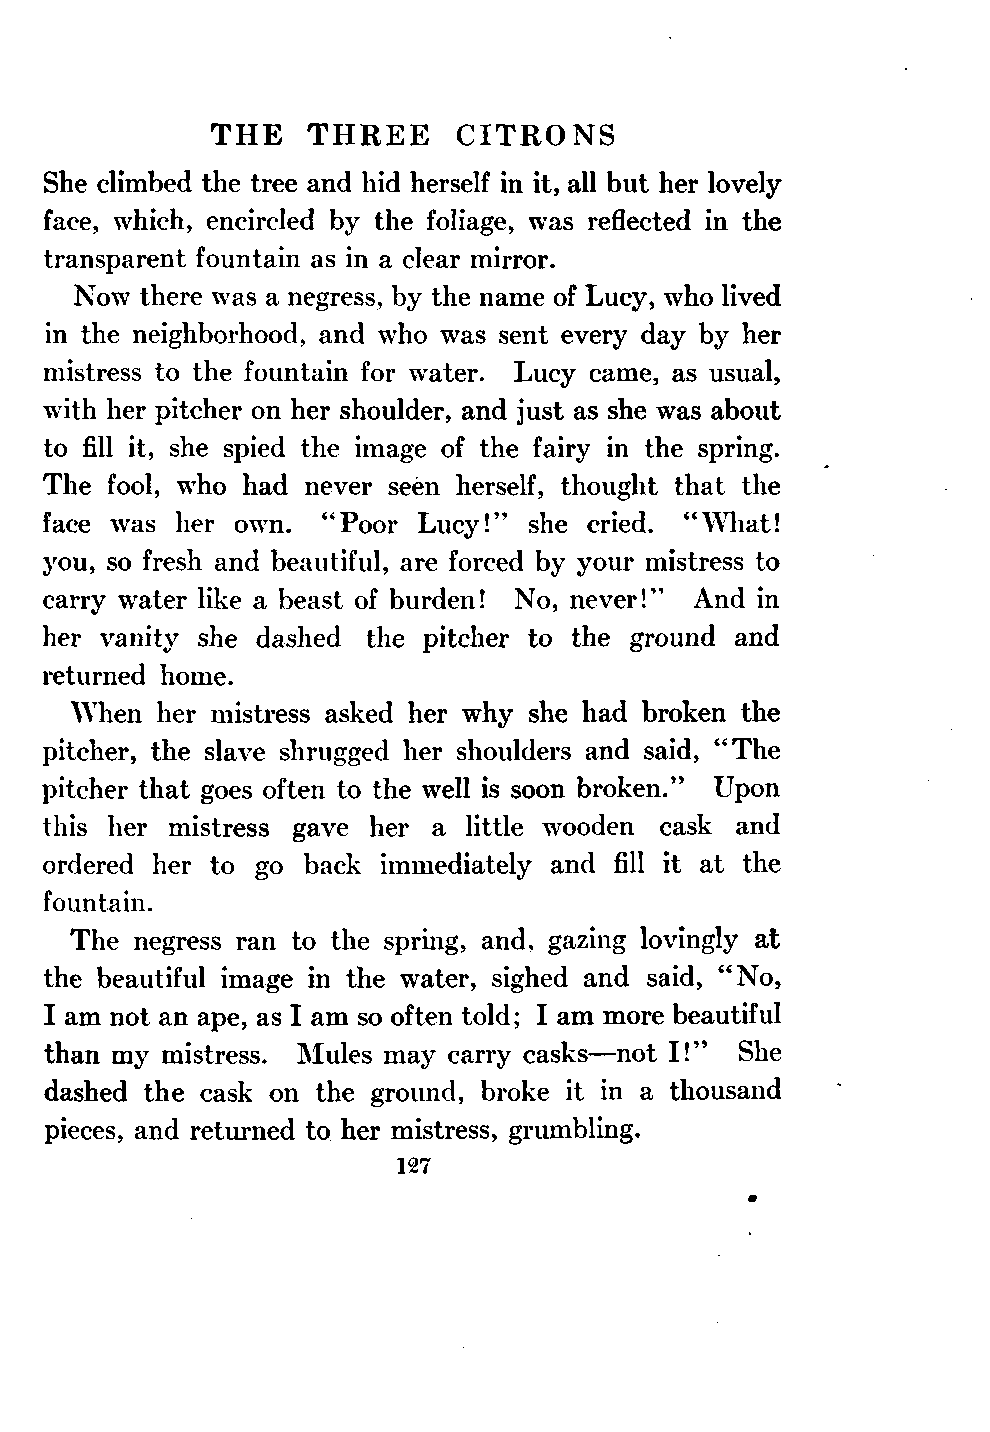 THE THREE CITRONS
She climbed the tree and hid herself in it, all but her lovely
face, which, encircled by the foliage, was reflected in the
transparent fountain as in a clear mirror.
Now there was a negress, by the name of Lucy, who lived
in the neighborhood, and who was sent every day by her
mistress to the fountain for water. Lucy came, as usual,
with her pitcher on her shoulder, and just as she was about
to fill it, she spied the image of the fairy in the spring.
The fool, who had never seen herself, thought that the
face was her own. "Poor Lucy!" she cried. "What!
you, so fresh and beautiful, are forced by your mistress to
carry water like a beast of burden! No, never!" And in
her vanity she dashed the pitcher to the ground and
returned home.
When her mistress asked her why she had broken the
pitcher, the slave shrugged her shoulders and said, "The
pitcher that goes often to the well is soon broken." Upon
this her mistress gave her a little wooden cask and
ordered her to go back immediately and fill it at the
fountain.
The negress ran to the spring, and, gazing lovingly at
the beautiful image in the water, sighed and said, "No,
I am not an ape, as I am so often told; I am more beautiful
than my mistress. Mules may carry casks—not I!" She
dashed the cask on the ground, broke it in a thousand
pieces, and returned to her mistress, grumbling.
127